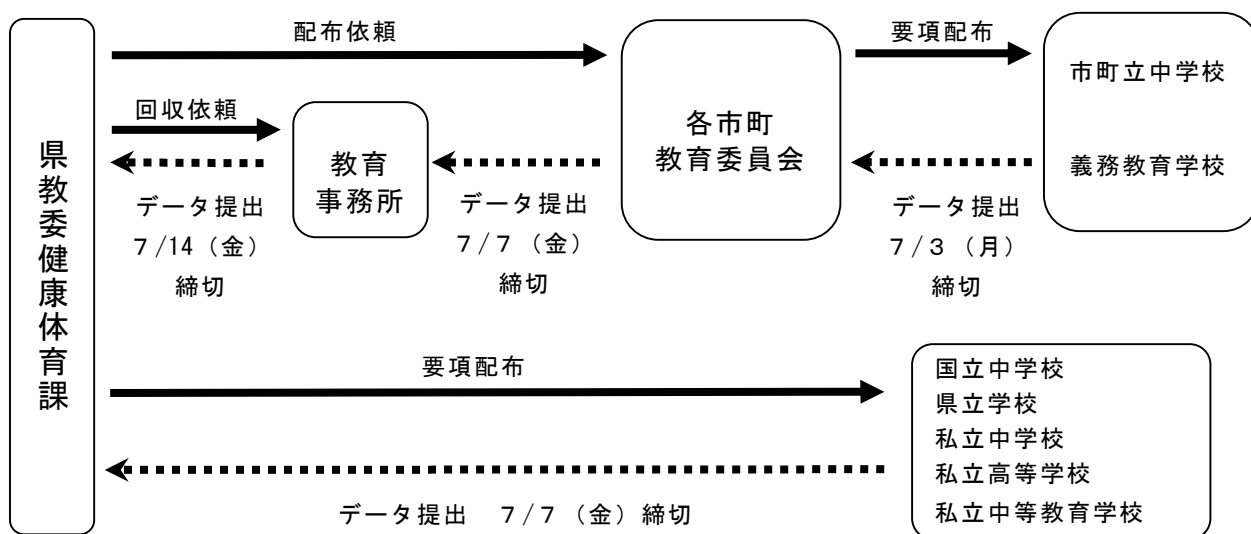 県教委健康体育課
配布依頼
回収依頼
教育
事務所
データ提出
7/14（金）
締切
データ提出
7/7（金）
締切
各市町
教育委員会
要項配布
データ提出
7/3（月）
締切
市町立中学校
義務教育学校
要項配布
データ提出　7/7（金）締切
国立中学校
県立学校
私立中学校
私立高等学校
私立中等教育学校